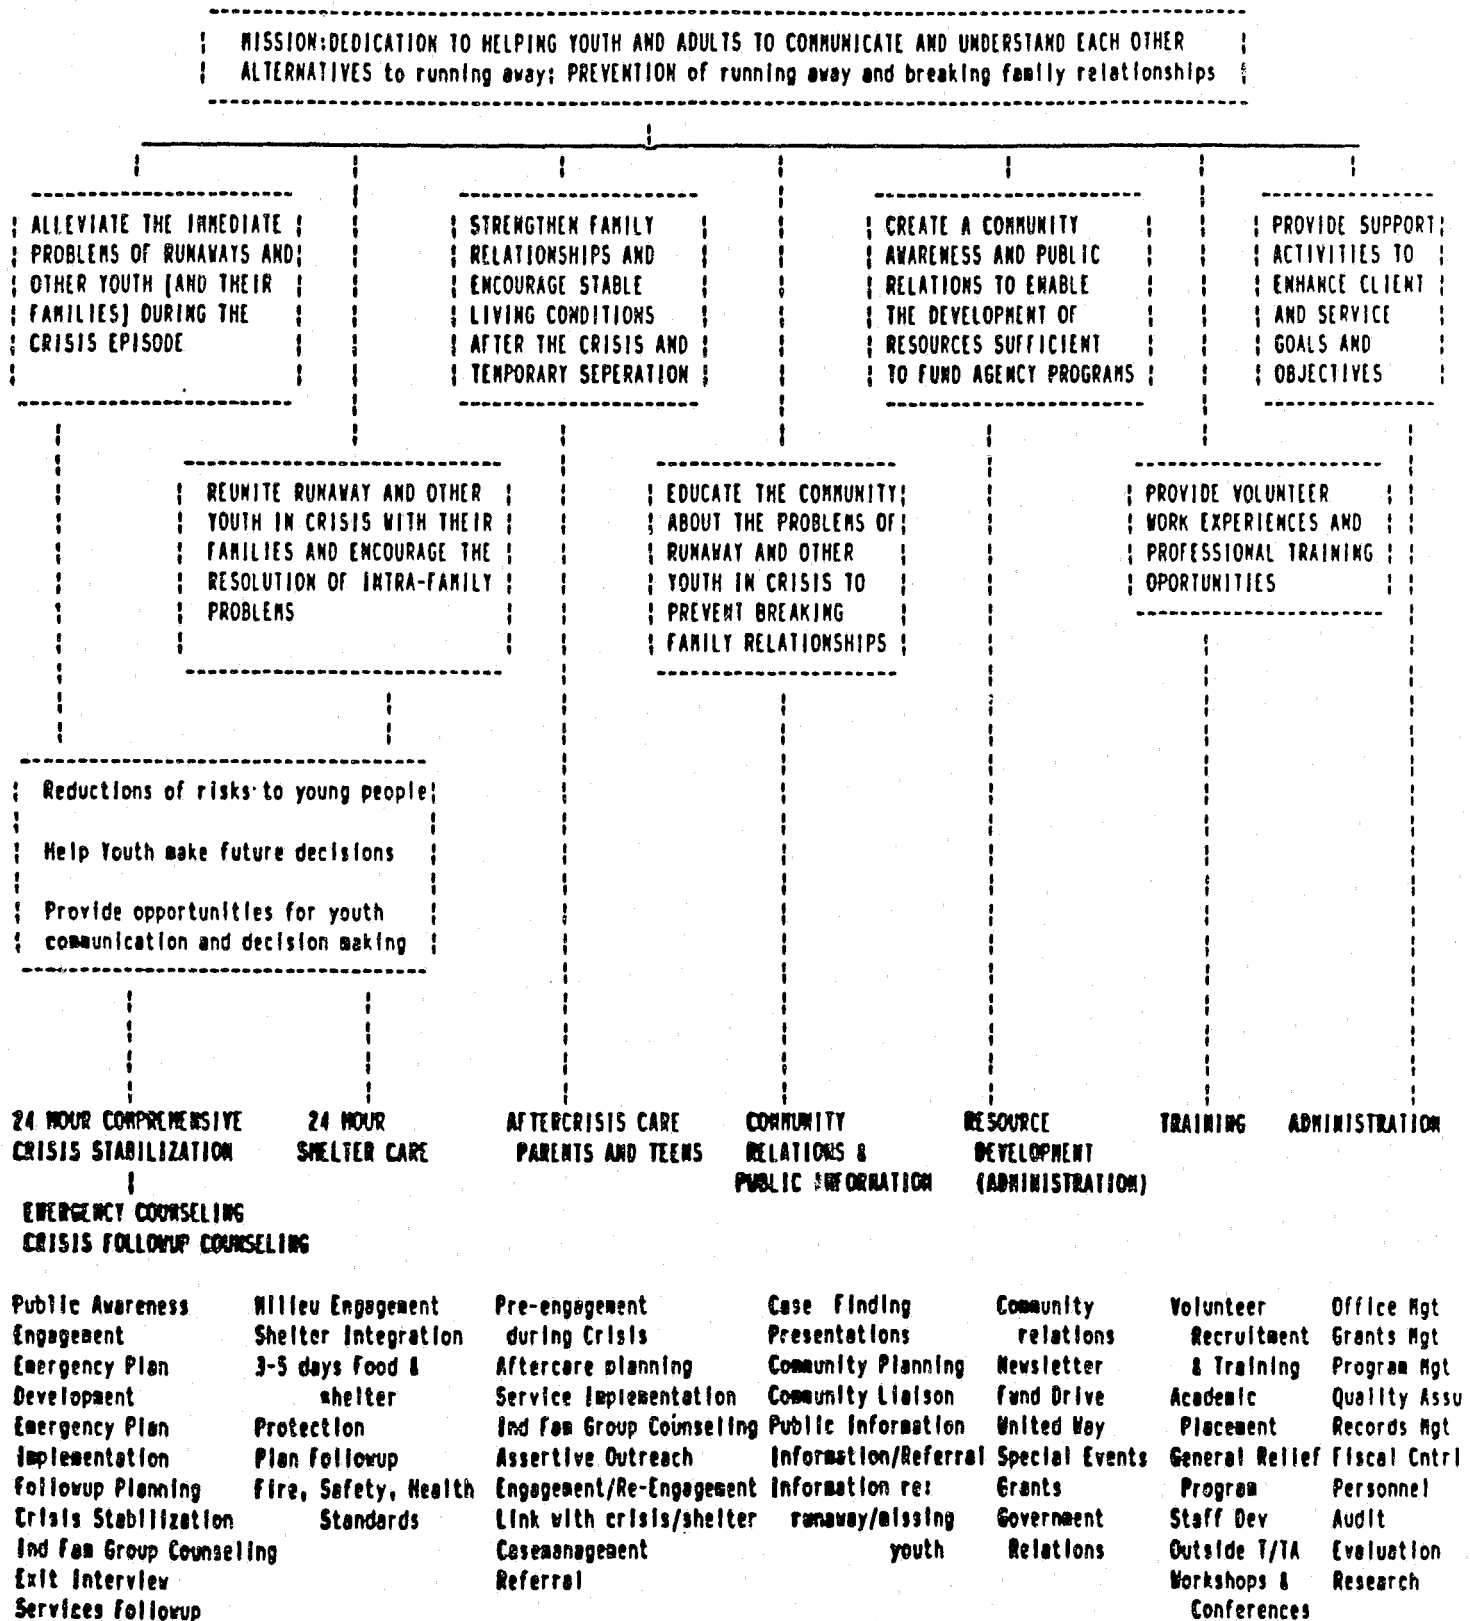 MISSION:DEDICATION TO HELPING YOUTH AND ADULTS TO COMMUNICATE AND UNDERSTAND EACH OTHER
ALTERNATIVES to running away; PREVENTION of running away and breaking family relationships
ALLEVIATE THE IMMEDIATE
PROBLEMS OF RUNAWAYS AND
OTHER YOUTH [AND THEIR
FAMILIES] DURING THE
CRISIS EPISODE
STRENGTHEN FAMILY
RELATIONSHIPS AND
ENCOURAGE STABLE
LIVING CONDITIONS
AFTER THE CRISIS AND
TEMPORARY SEPERATION
CREATE A COMMUNITY
AWARENESS AND PUBLIC
RELATIONS TO ENABLE
THE DEVELOPMENT OF
RESOURCES SUFFICIENT
TO FUND AGENCY PROGRAMS
PROVIDE SUPPORT
ACTIVITIES TO
ENHANCE CLIENT
AND SERVICE
GOALS AND
OBJECTIVES
REUNITE RUNAWAY AND OTHER
YOUTH IN CRISIS WITH THEIR
FAMILIES AND ENCOURAGE THE
RESOLUTION OF INTRA-FAMILY
PROBLEMS
EDUCATE THE COMMUNITY
ABOUT THE PROBLEMS OF
RUNAWAY AND OTHER
YOUTH IN CRISIS TO
PREVENT BREAKING
FAMILY RELATIONSHIPS
PROVIDE VOLUNTEER
WORK EXPERIENCES AND
PROFESSIONAL TRAINING
OPORTUNITIES
Reductions of risks to young people
Help Youth make future decisions
Provide opportunities for youth
communication and decision making
24 HOUR COMPREHENSIVE
CRISIS STABILIZATION
EMERGENCY COUNSELING
CRISIS FOLLOWUP COUNSELING
24 HOUR
SHELTER CARE
AFTERCRISIS CARE
PARENTS AND TEENS
COMMUNITY
RELATIONS &
PUBLIC INFORMATION
RESOURCE
DEVELOPMENT
(ADMINISTRATION)
TRAINING
ADMINISTRATION
Public Awareness
Engagement
Emergency Plan
Development
Emergency Plan
Implementation
Followup Planning
Crisis Stabilization
Ind Fam Group Counseling
Exit Interview
Services Followup
Milieu Engagement
Shelter Integration
3-5 days Food &
shelter
Protection
Plan Followup
Fire, Safety, Health
Standards
Pre-engagement
during Crisis
Aftercare planning
Service Implementation
Ind Fam Group Couinseling
Assertive Outreach
Engagement/Re-Engagement
Link with crisis/shelter
Casemanagement
Referral
Case Finding
Presentations
Community Planning
Community Liaison
Public Information
Information/Referral
Information re:
runaway/missing
youth
Community
relations
Newsletter
Fund Drive
United Way
Special Events
Grants
Government
Relations
Volunteer
Recruitment
& Training
Academic
Placement
General Relief
Program
Staff Dev
Outside T/TA
Workshops &
Conferences
Office Mgt
Grants Mgt
Program Mgt
Quality Assu
Records Mgt
Fiscal Cntrl
Personnel
Audit
Evaluation
Research